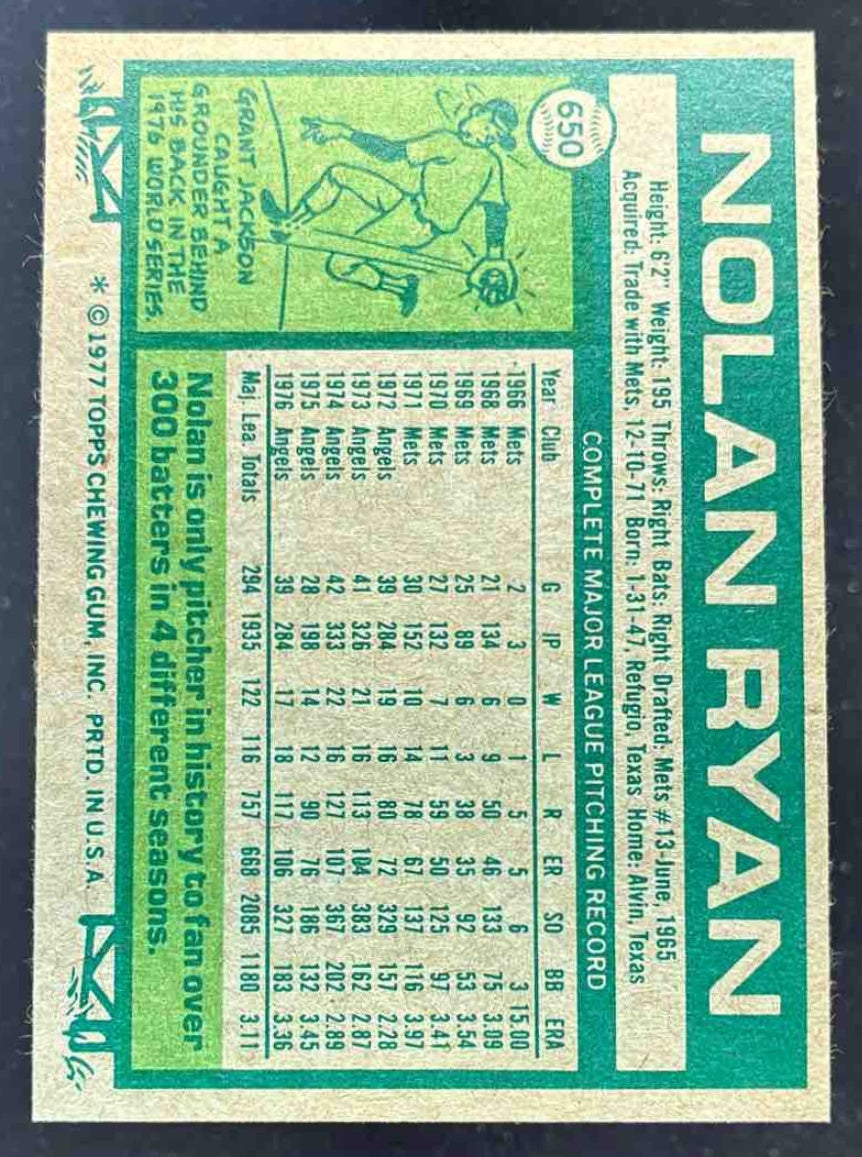 650
NOLAN RYAN
Height: 6'2" Weight: 195 Throws: Right Bats: Right Drafted: Mets #13-June, 1965
Acquired: Trade with Mets, 12-10-71 Born: 1-31-47, Refugio, Texas Home: Alvin, Texas
GRANT JACKSON
CAUGHT A
GROUNDER BEHIND
HIS BACK IN THE
1976 WORLD SERIES.
COMPLETE MAJOR LEAGUE PITCHING RECORD
Year Club G IP W L R ER SO BB ERA
1966 Mets 2 3 0 1 5 5 6 3 15.00
1968 Mets 21 134 6 9 50 46 133 75 3.09
1969 Mets 25 89 6 3 38 35 92 53 3.54
1970 Mets 27 132 7 11 59 50 125 97 3.41
1971 Mets 30 152 10 14 78 67 137 116 3.97
1972 Angels 39 284 19 16 80 72 329 157 2.28
1973 Angels 41 326 21 16 113 104 383 162 2.87
1974 Angels 42 333 22 16 127 107 367 202 2.89
1975 Angels 28 198 14 12 90 76 186 132 3.45
1976 Angels 39 284 17 18 117 106 327 183 3.36
Maj. Lea. Totals 294 1935 122 116 757 668 2085 1180 3.11
Nolan is only pitcher in history to fan over
300 batters in 4 different seasons.
* © 1977 TOPPS CHEWING GUM, INC. PRTD. IN U.S.A.